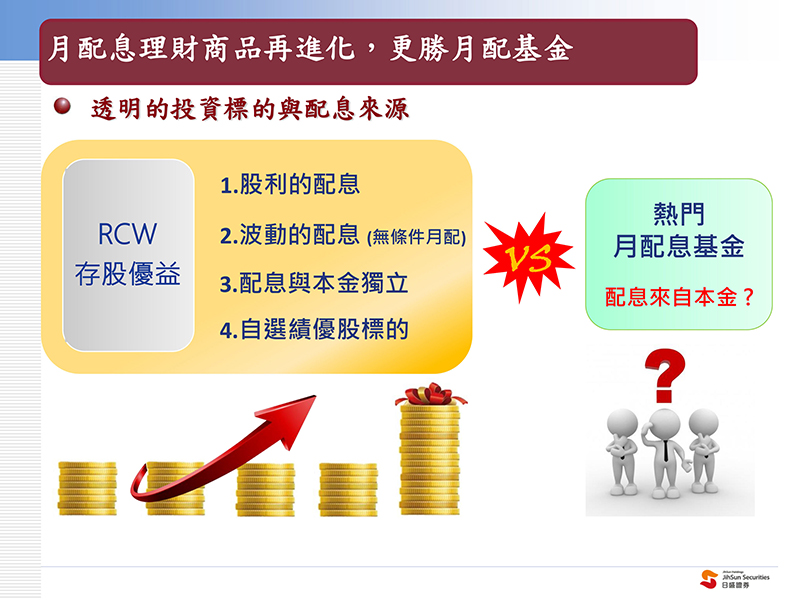 月配息理財商品再進化，更勝月配基金
透明的投資標的與配息來源
RCW
存股優益
1.股利的配息
2.波動的配息 (無條件月配)
3.配息與本金獨立
4.自選績優股標的
VS
熱門
月配息基金
配息來自本金？
?
JihSun Holdings
JihSun Securities
日盛證券